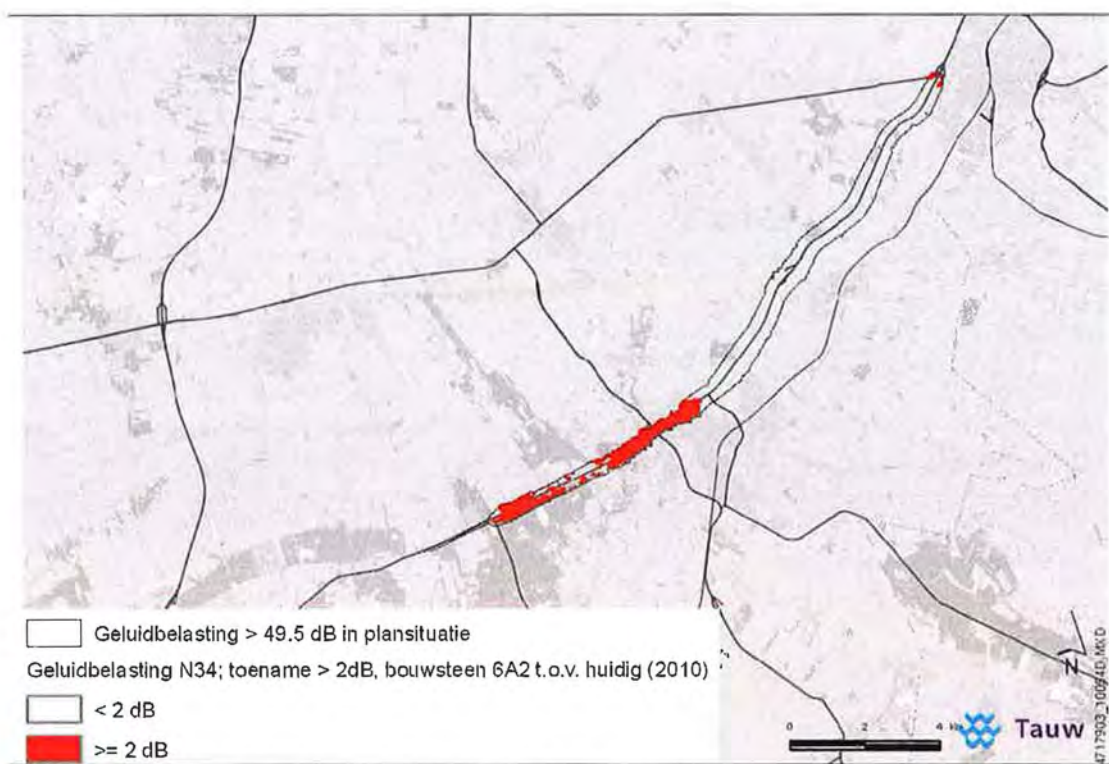 Geluidbelasting > 49.5 dB in plansituatie
Geluidbelasting N34; toename > 2dB, bouwsteen 6A2 t.o.v. huidig (2010)
< 2 dB
>= 2 dB
0 2 4
N
Tauw